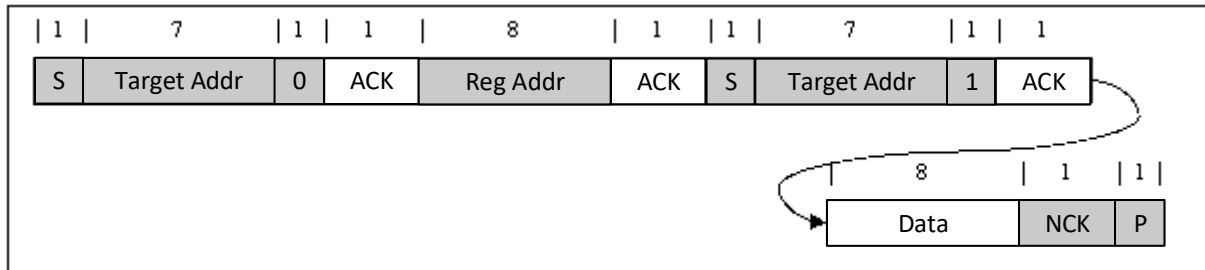 | 1 | 7 | 1 | 1 | 8 | 1 | 1 | 7 | 1 | 1
S Target Addr 0 ACK Reg Addr ACK S Target Addr 1 ACK
| 8 | 1 | 1 |
Data NCK P